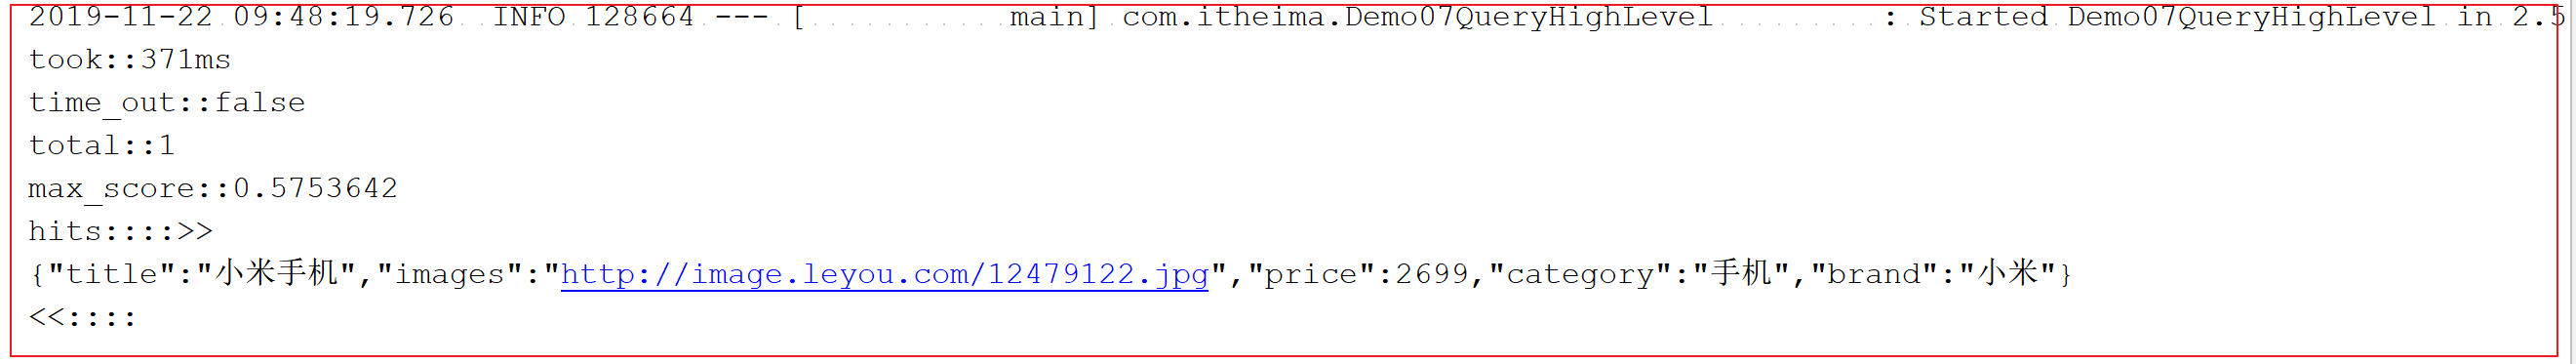 2019-11-22 09:48:19.726  INFO 128664 --- [           main] com.itheima.Demo07QueryHighLevel         : Started Demo07QueryHighLevel in 2.5
took::371ms
time_out::false
total::1
max_score::0.5753642
hits::::>>
{"title":"小米手机","images":"http://image.leyou.com/12479122.jpg","price":2699,"category":"手机","brand":"小米"}
<<::::